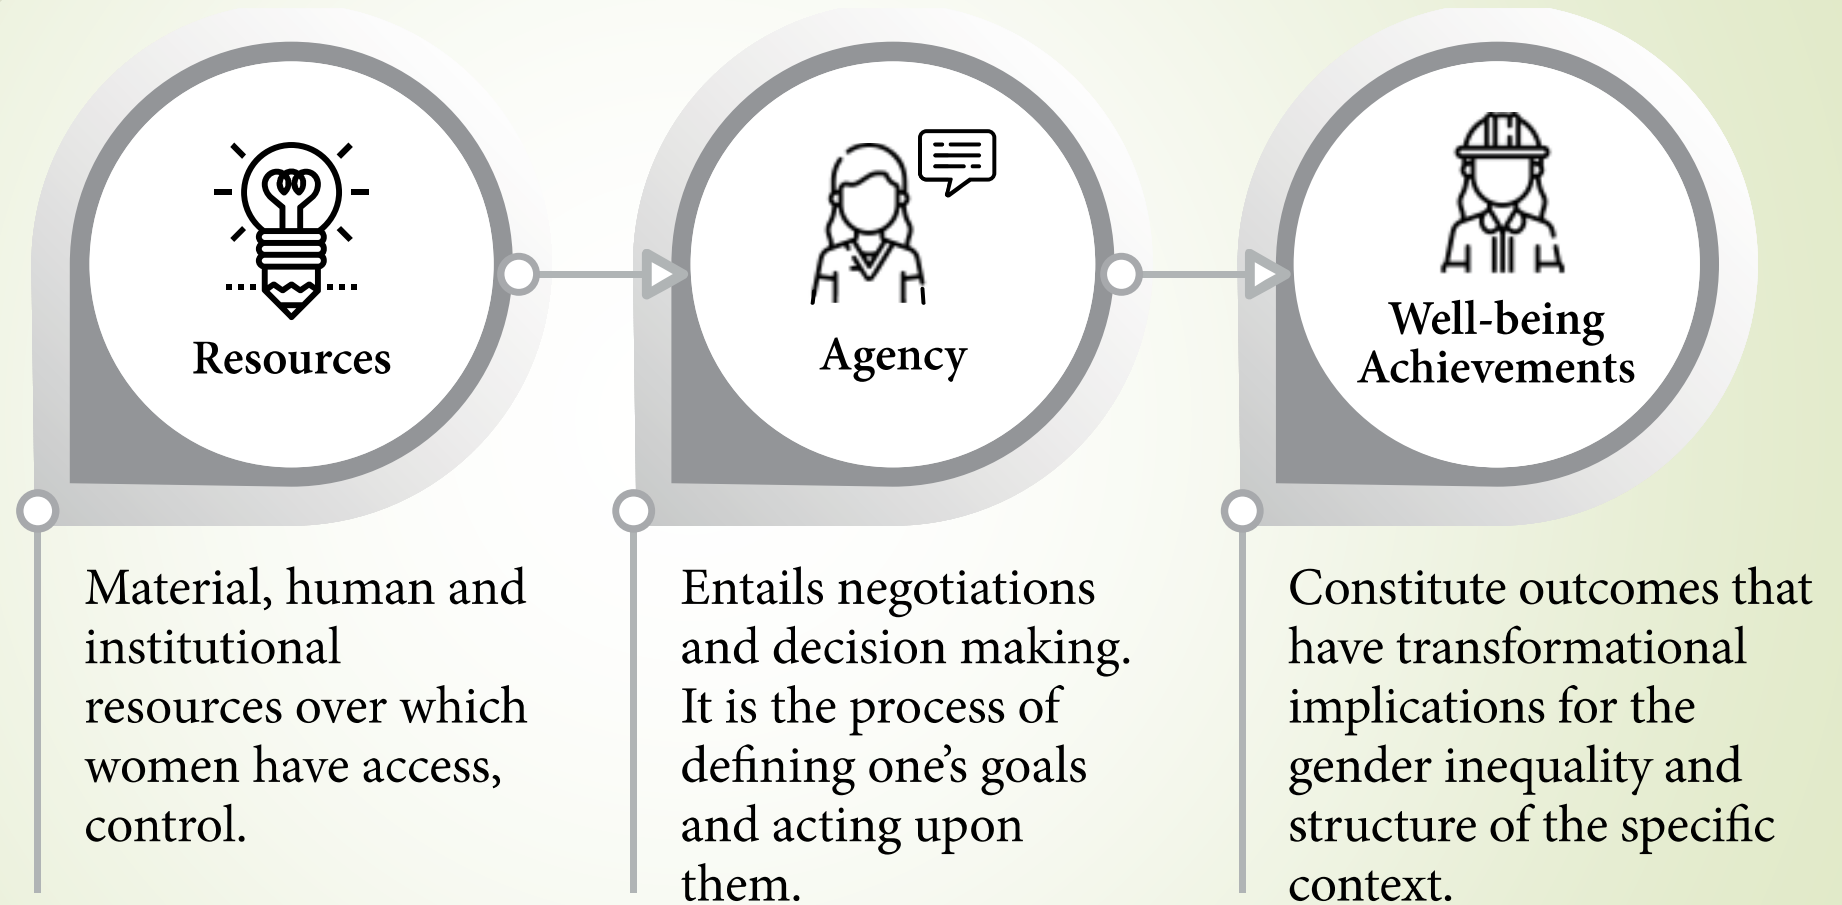 Resources
Agency
Well-being
Achievements
Material, human and
institutional
resources over which
women have access,
control.
Entails negotiations
and decision making.
It is the process of
defining one’s goals
and acting upon
them.
Constitute outcomes that
have transformational
implications for the
gender inequality and
structure of the specific
context.